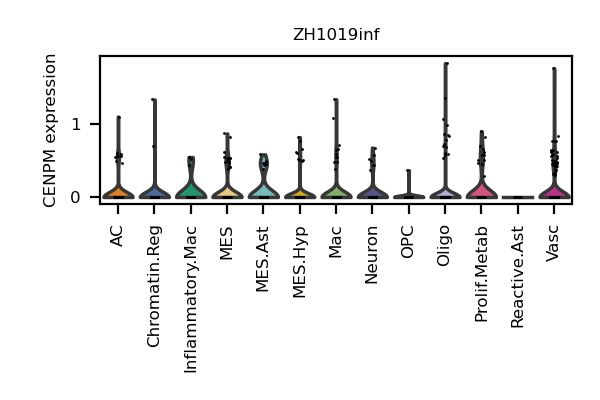 ZH1019inf
CENPM expression
1
0
AC
Chromatin.Reg
Inflammatory.Mac
MES
MES.Ast
MES.Hyp
Mac
Neuron
OPC
Oligo
Prolif.Metab
Reactive.Ast
Vasc